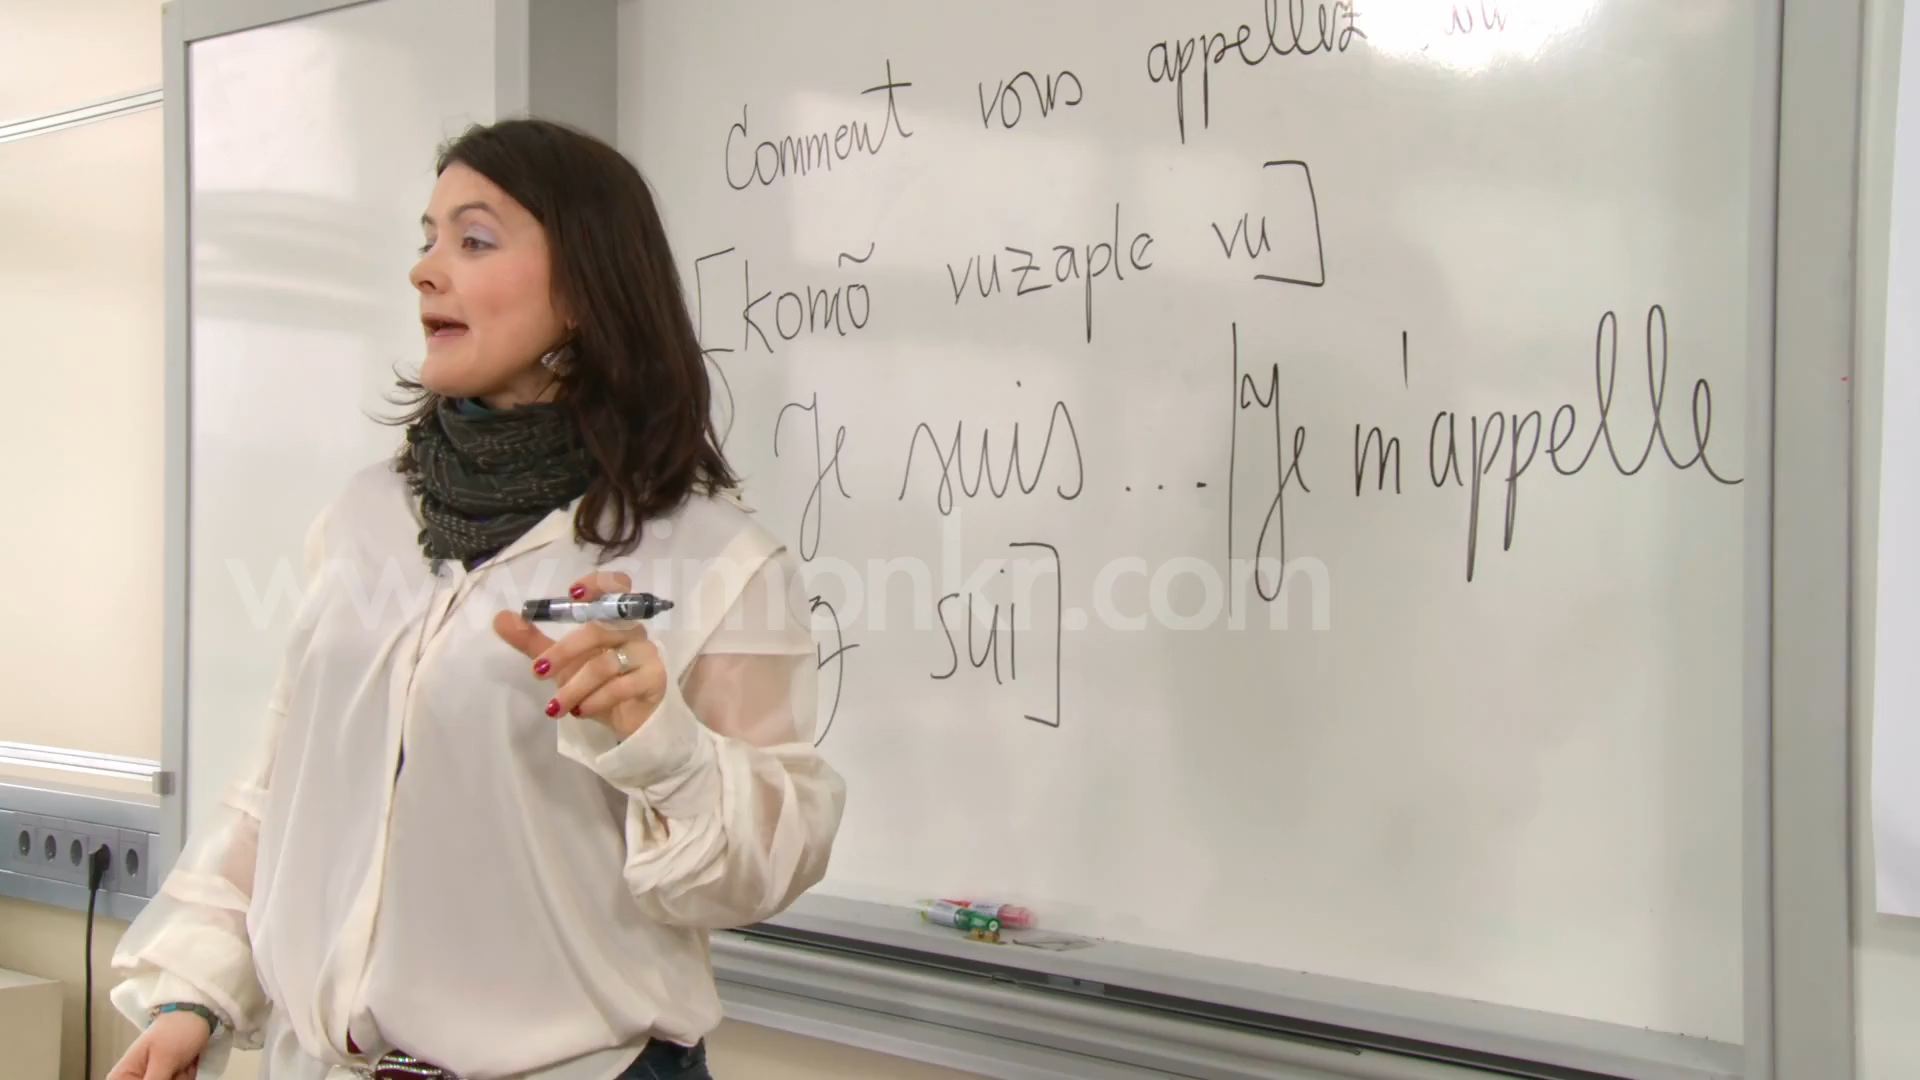 Comment vous appellez
[komõ vuzaple vu]
Je suis ... | Je m'appelle
sui]
www.simonkr.com